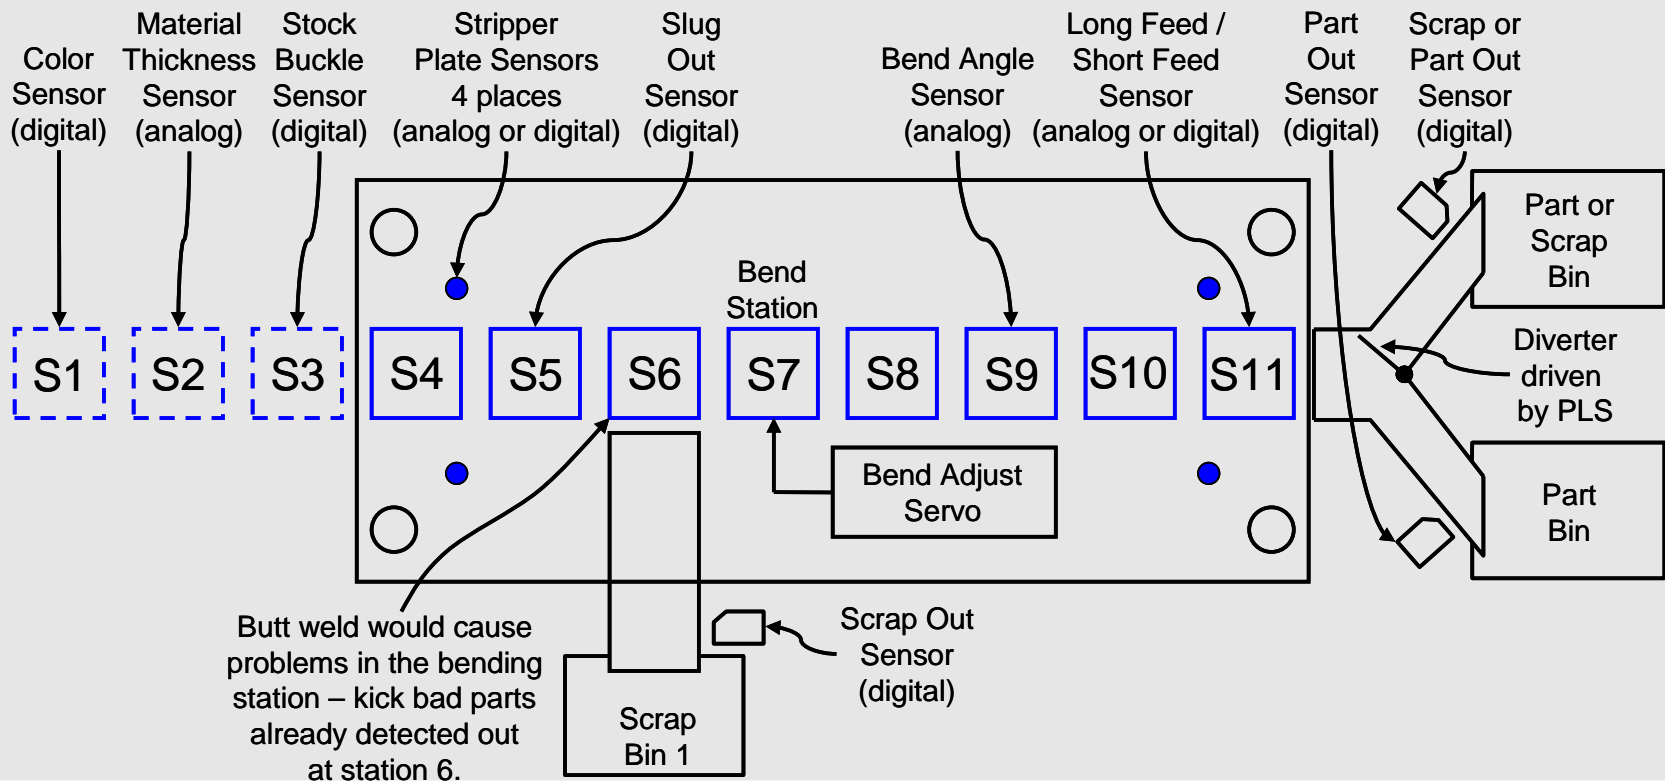 Color
Sensor
(digital)
Material
Thickness
Sensor
(analog)
Stock
Buckle
Sensor
(digital)
Stripper
Plate Sensors
4 places
(analog or digital)
Slug
Out
Sensor
(digital)
Bend Angle
Sensor
(analog)
Long Feed /
Short Feed
Sensor
(analog or digital)
Part
Out
Sensor
(digital)
Scrap or
Part Out
Sensor
(digital)
Part or
Scrap
Bin
Bend
Station
S1
S2
S3
S4
S5
S6
S7
S8
S9
S10
S11
Diverter
driven
by PLS
Bend Adjust
Servo
Part
Bin
Butt weld would cause
problems in the bending
station – kick bad parts
already detected out
at station 6.
Scrap Out
Sensor
(digital)
Scrap
Bin 1